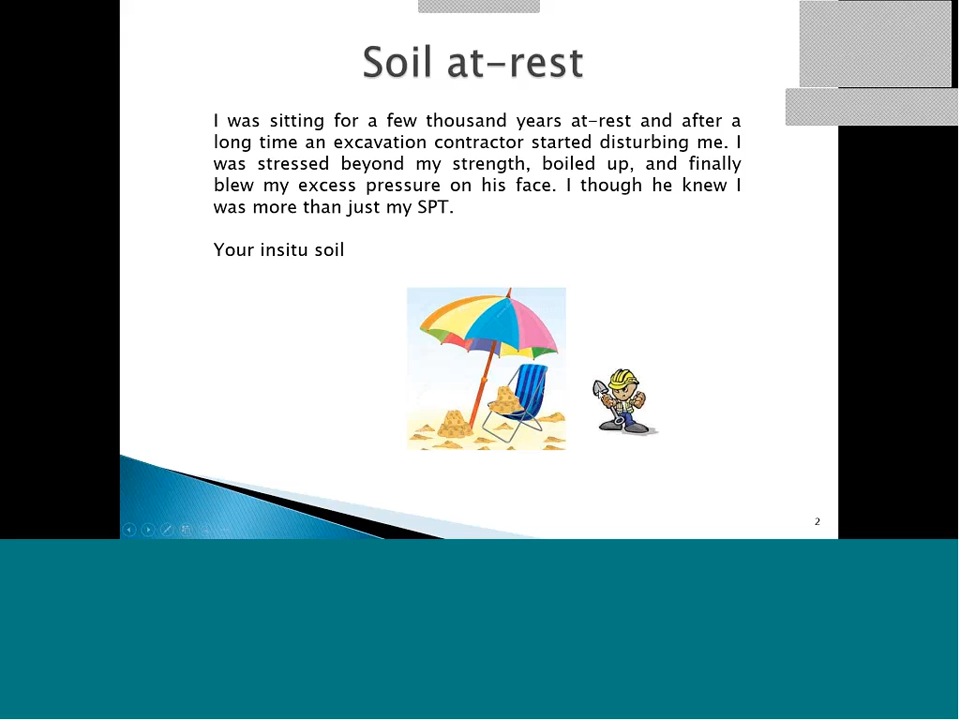 Soil at-rest
I was sitting for a few thousand years at-rest and after a
long time an excavation contractor started disturbing me. I
was stressed beyond my strength, boiled up, and finally
blew my excess pressure on his face. I though he knew I
was more than just my SPT.
Your insitu soil
2